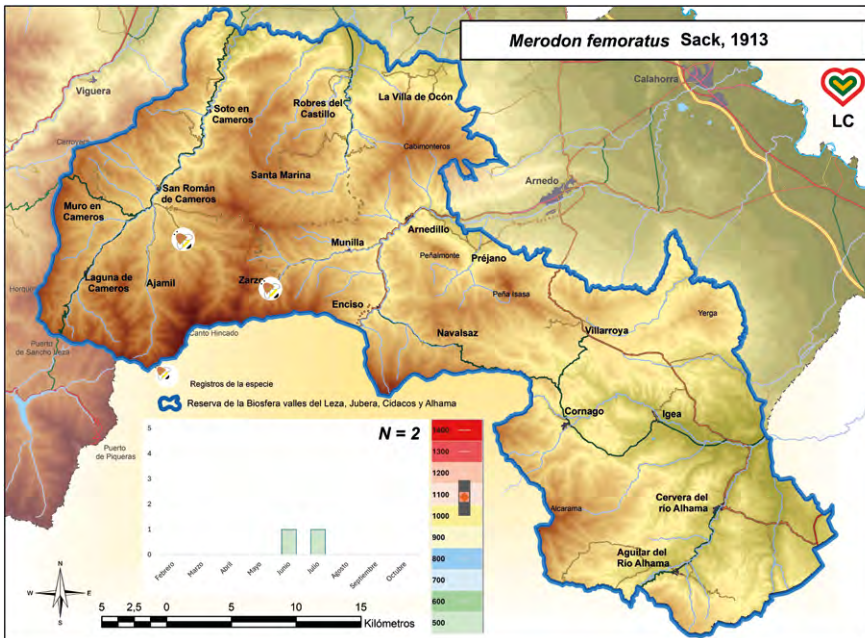 Merodon femoratus Sack, 1913
Calahorra
LC
Viguera
La Villa de Ocón
Robres del
Castillo
Soto en
Cameros
Cabimonteros
Arnedo
Santa Marina
San Román
de Cameros
Muro en
Cameros
Arnedillo
Munilla
Préjano
Laguna de
Cameros
Ajamil
Enciso
Peña Isasa
Yerga
Canto Hincado
Navalsaz
Villarroya
Puerto
Registros de la especie
Reserva de la Biosfera valles del Leza, Jubera, Cidacos y Alhama
Cornago
Igea
N = 2
Puerto
de Piqueras
5
4
3
2
1
0
Febrero
Marzo
Abril
Mayo
Junio
Julio
Agosto
Septiembre
Octubre
1300
1200
1100
1000
900
800
700
600
500
Alcarama
Cervera del
río Alhama
Aguilar del
Río Alhama
N
W
E
S
5 2,5 0 5 10 15
Kilómetros